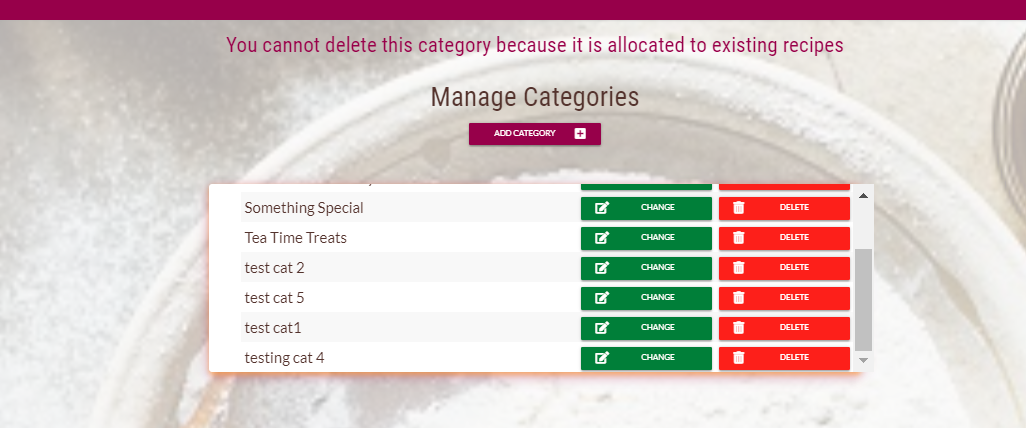 You cannot delete this category because it is allocated to existing recipes
Manage Categories
ADD CATEGORY
Something Special CHANGE DELETE
Tea Time Treats CHANGE DELETE
test cat 2 CHANGE DELETE
test cat 5 CHANGE DELETE
test cat1 CHANGE DELETE
testing cat 4 CHANGE DELETE